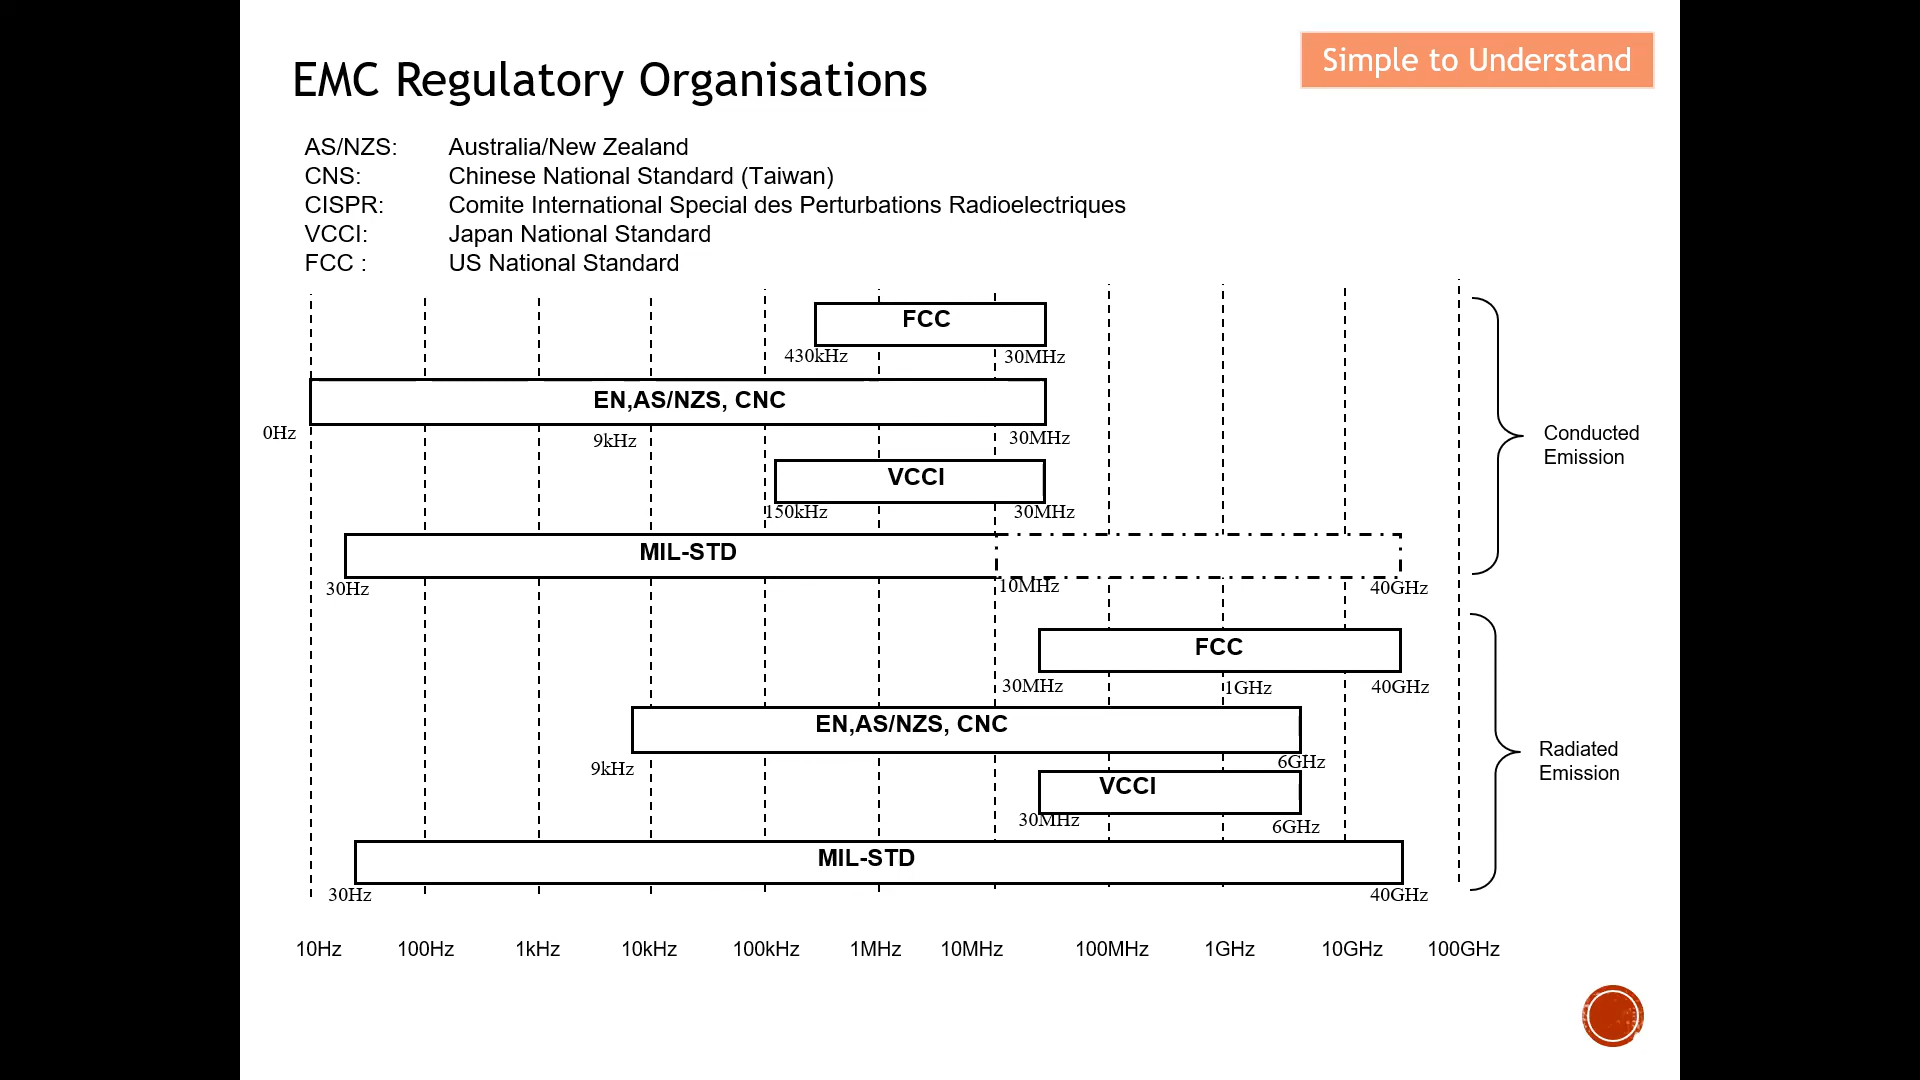 Simple to Understand
EMC Regulatory Organisations
AS/NZS: Australia/New Zealand
CNS: Chinese National Standard (Taiwan)
CISPR: Comite International Special des Perturbations Radioelectriques
VCCI: Japan National Standard
FCC : US National Standard
FCC
430kHz 30MHz
EN,AS/NZS, CNC
0Hz 9kHz 30MHz
VCCI
150kHz 30MHz
MIL-STD
30Hz 10MHz 40GHz
Conducted
Emission
FCC
30MHz 1GHz 40GHz
EN,AS/NZS, CNC
9kHz 6GHz
VCCI
30MHz 6GHz
MIL-STD
30Hz 40GHz
Radiated
Emission
10Hz 100Hz 1kHz 10kHz 100kHz 1MHz 10MHz 100MHz 1GHz 10GHz 100GHz